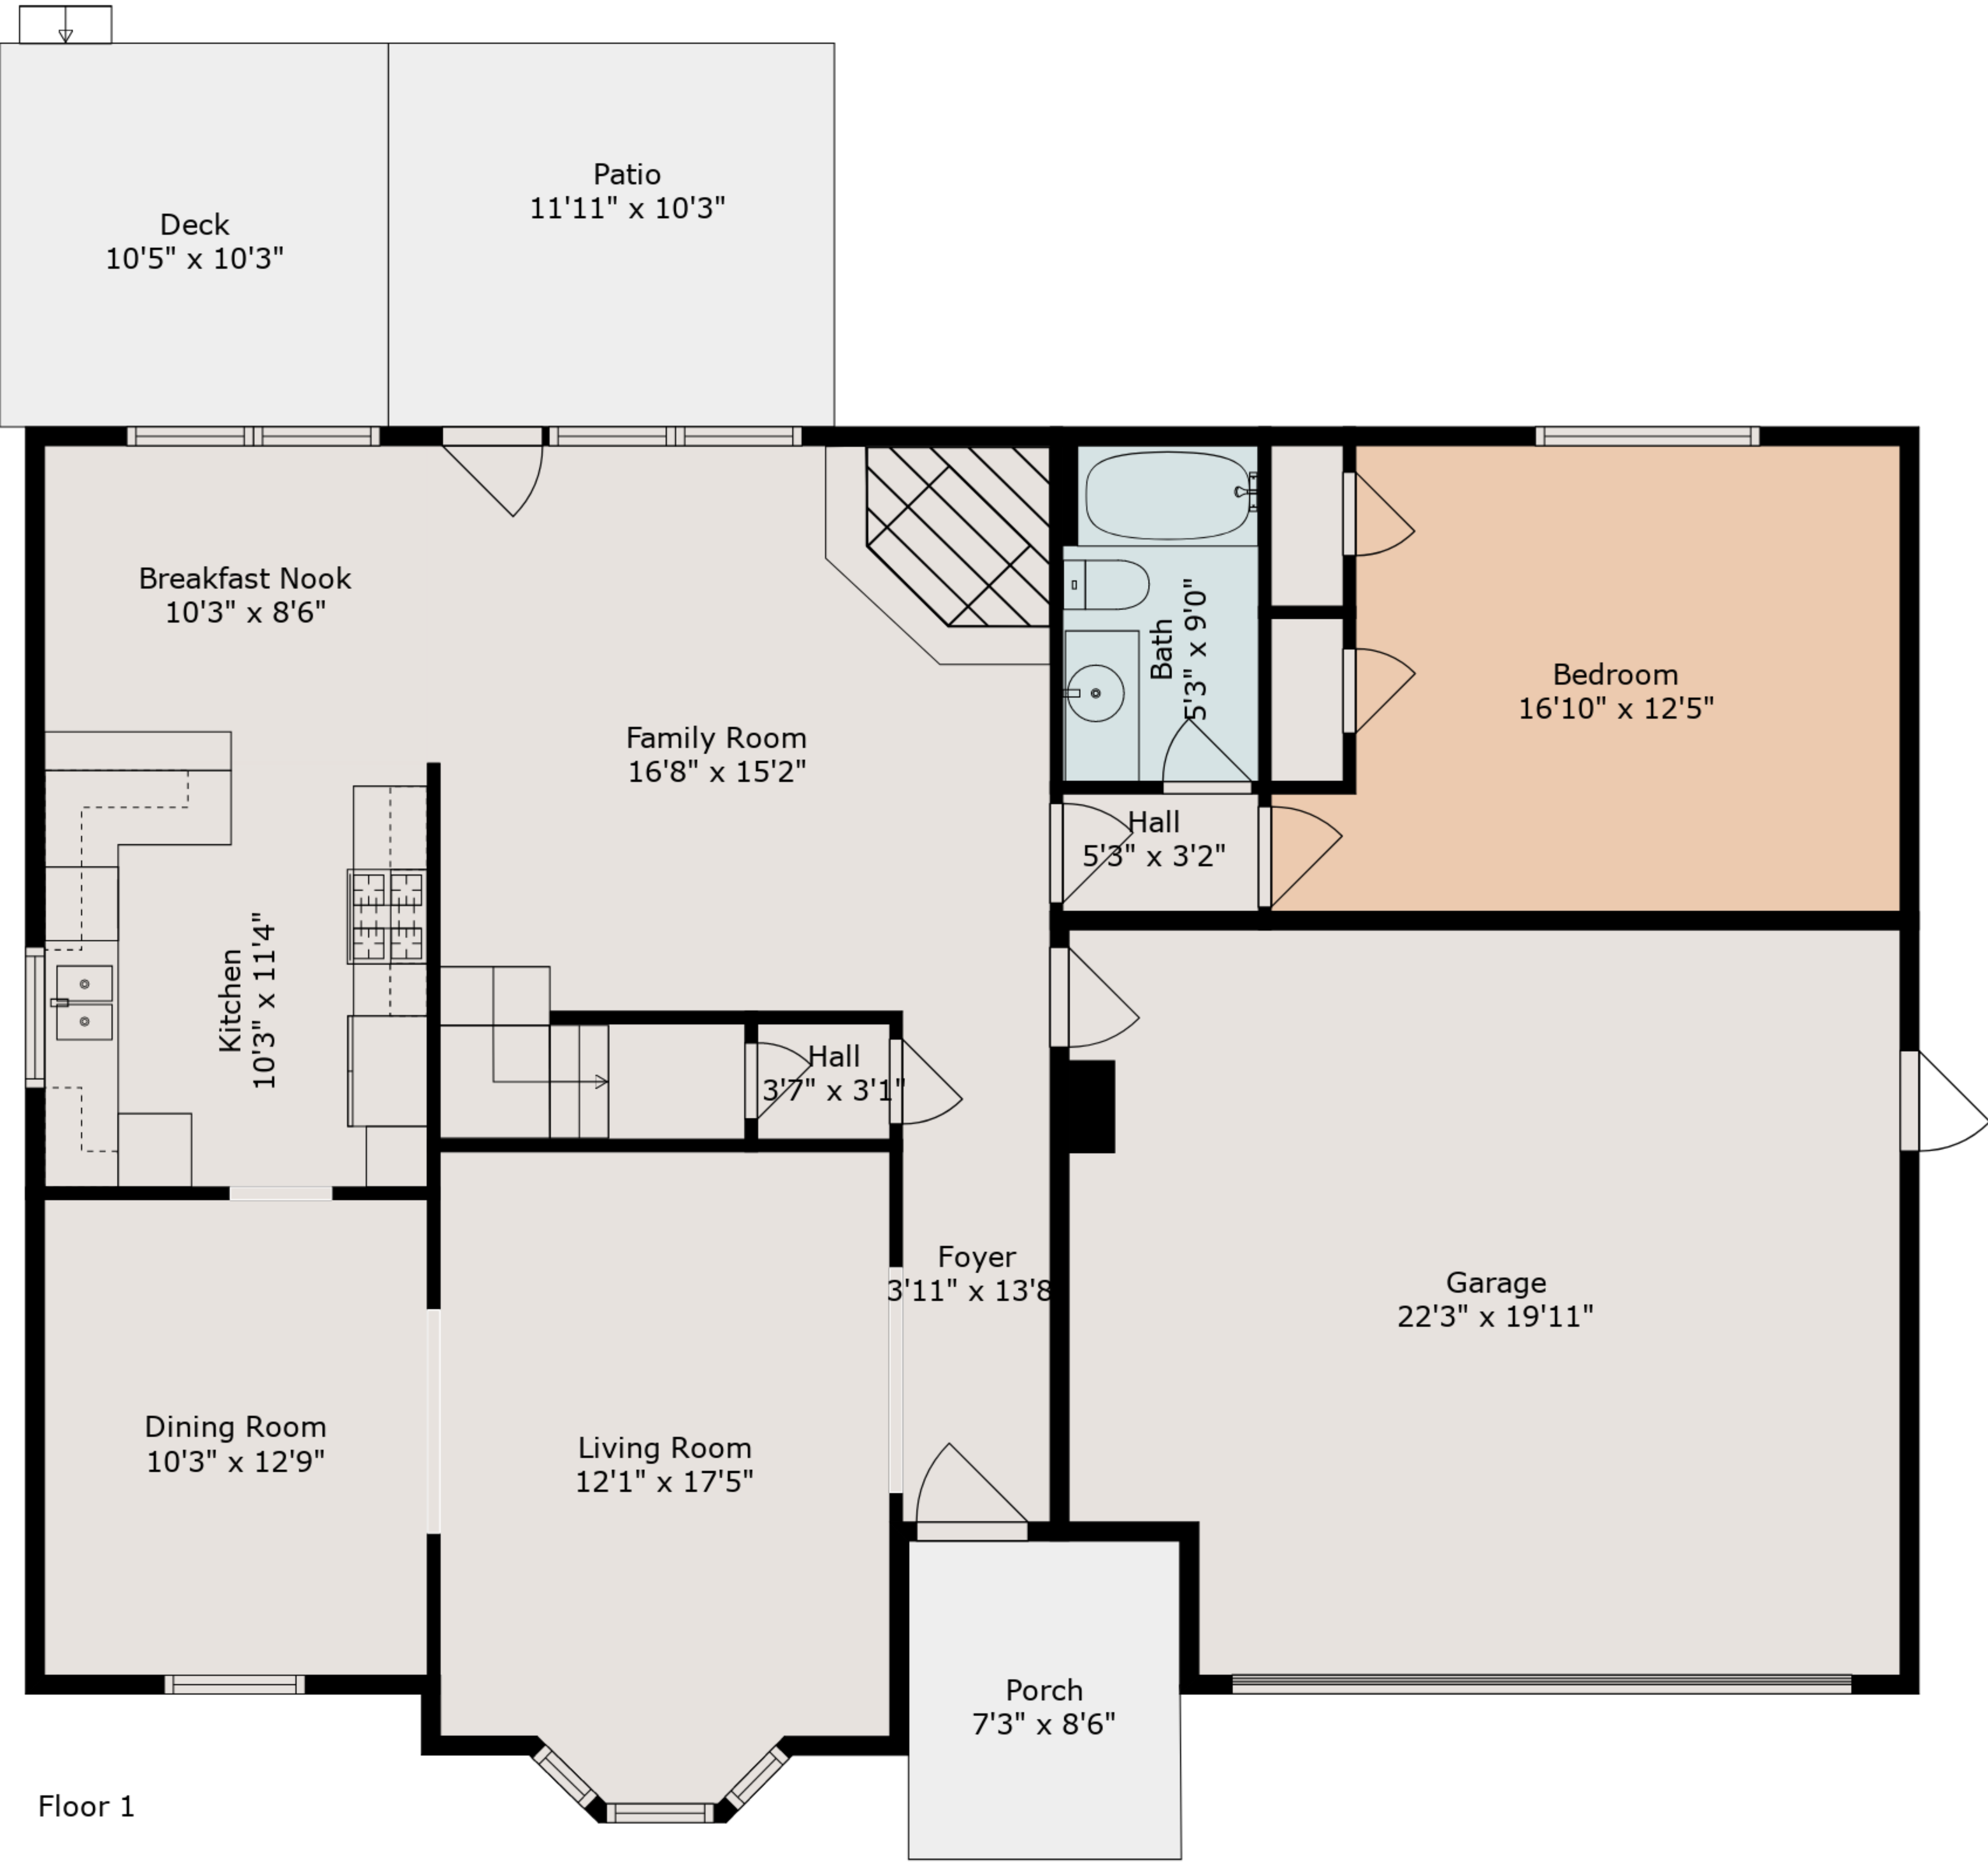 Patio
11'11" x 10'3"
Deck
10'5" x 10'3"
Breakfast Nook
10'3" x 8'6"
Bath
5'3" x 9'0"
Bedroom
16'10" x 12'5"
Family Room
16'8" x 15'2"
Hall
5'3" x 3'2"
Kitchen
10'3" x 11'4"
Hall
3'7" x 3'1"
Foyer
3'11" x 13'8
Garage
22'3" x 19'11"
Dining Room
10'3" x 12'9"
Living Room
12'1" x 17'5"
Porch
7'3" x 8'6"
Floor 1